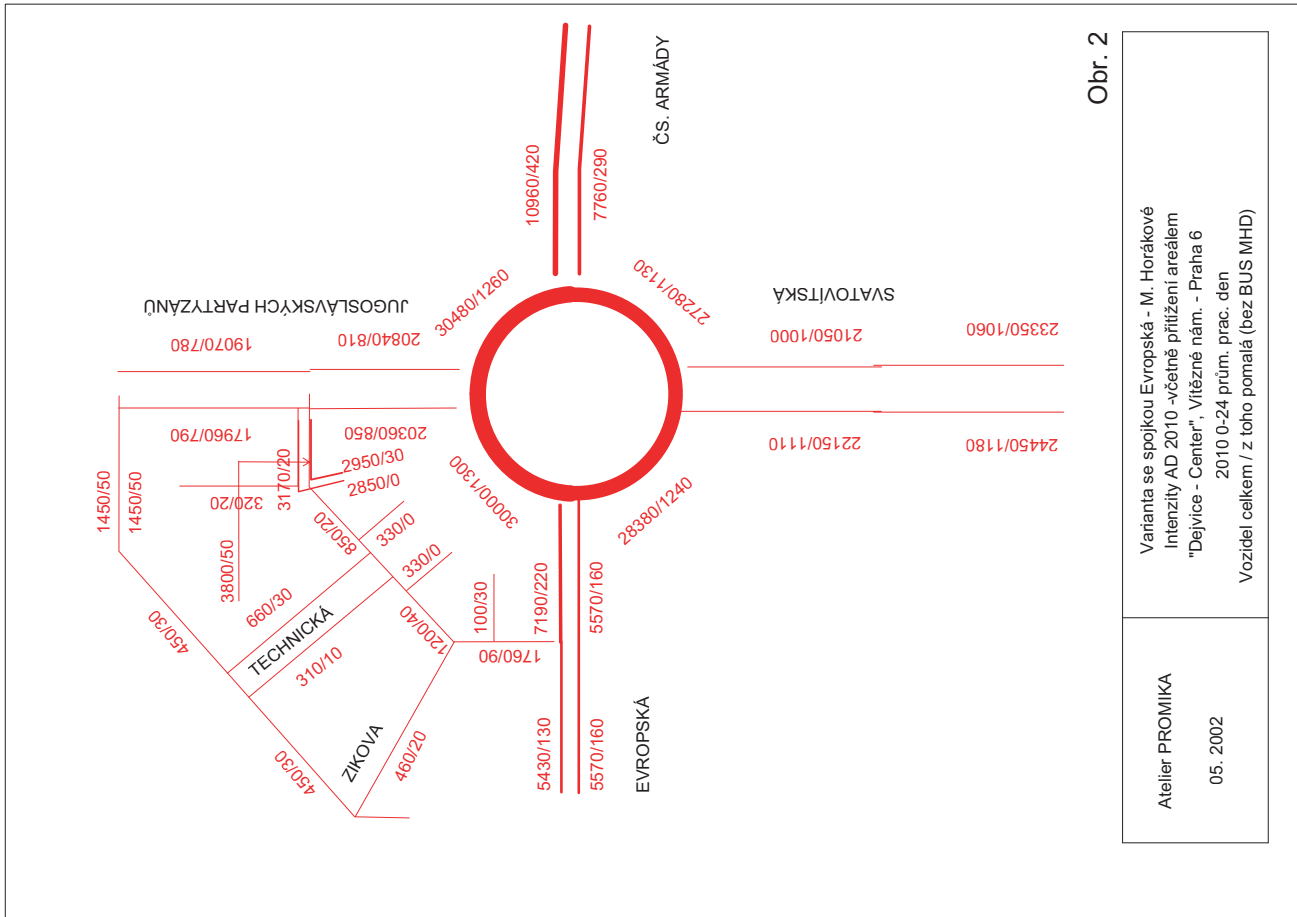 Obr. 2
ČS. ARMÁDY
10960/420
7760/290
JUGOSLÁVSKÝCH PARTYZÁNŮ
19070/780
20840/810
30480/1260
27280/1130
SVATOVÍTSKÁ
21050/1000
23350/1060
1450/50
1450/50
17960/790
20360/850
320/20
3170/20
2950/30
2850/0
3800/50
30000/1300
28380/1240
22150/1110
24450/1180
450/30
660/30
TECHNICKÁ
310/10
850/20
330/0
330/0
1200/40
100/30
1760/90
7190/220
5570/160
450/30
ZIKOVA
460/20
5430/130
5570/160
EVROPSKÁ
Varianta se spojkou Evropská - M. Horákové
Intenzity AD 2010 -včetně přitížení areálem
"Dejvice - Center", Vítězné nám. - Praha 6
2010 0-24 prům. prac. den
Vozidel celkem / z toho pomalá (bez BUS MHD)
Atelier PROMIKA
05. 2002